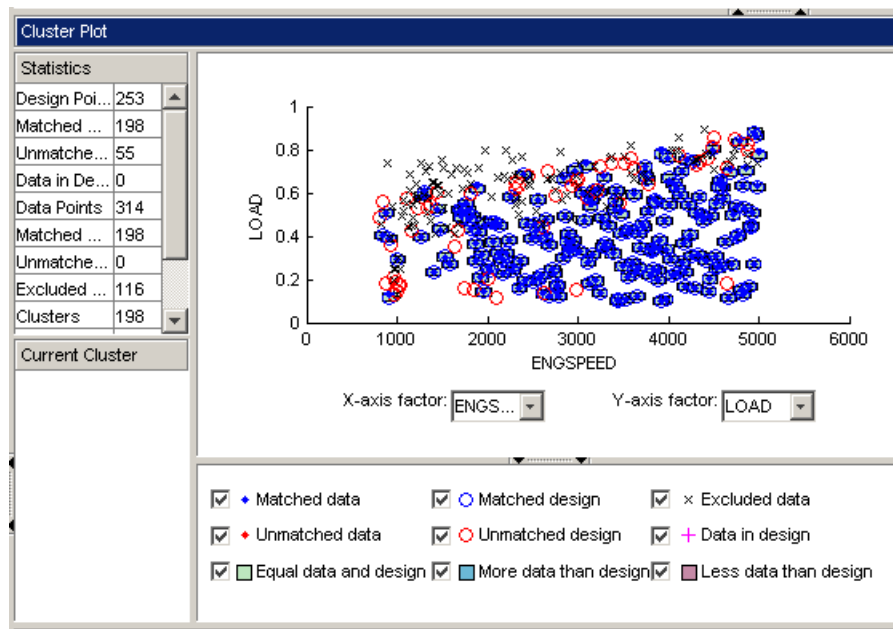 Cluster Plot
Statistics
Design Poi... 253
Matched ... 198
Unmatche... 55
Data in De... 0
Data Points 314
Matched ... 198
Unmatche... 0
Excluded ... 116
Clusters 198
Current Cluster
1
0.8
0.6
0.4
0.2
0
LOAD
0 1000 2000 3000 4000 5000 6000
ENGSPEED
X-axis factor: ENGS... Y-axis factor: LOAD
Matched data Matched design Excluded data
Unmatched data Unmatched design Data in design
Equal data and design More data than design Less data than design